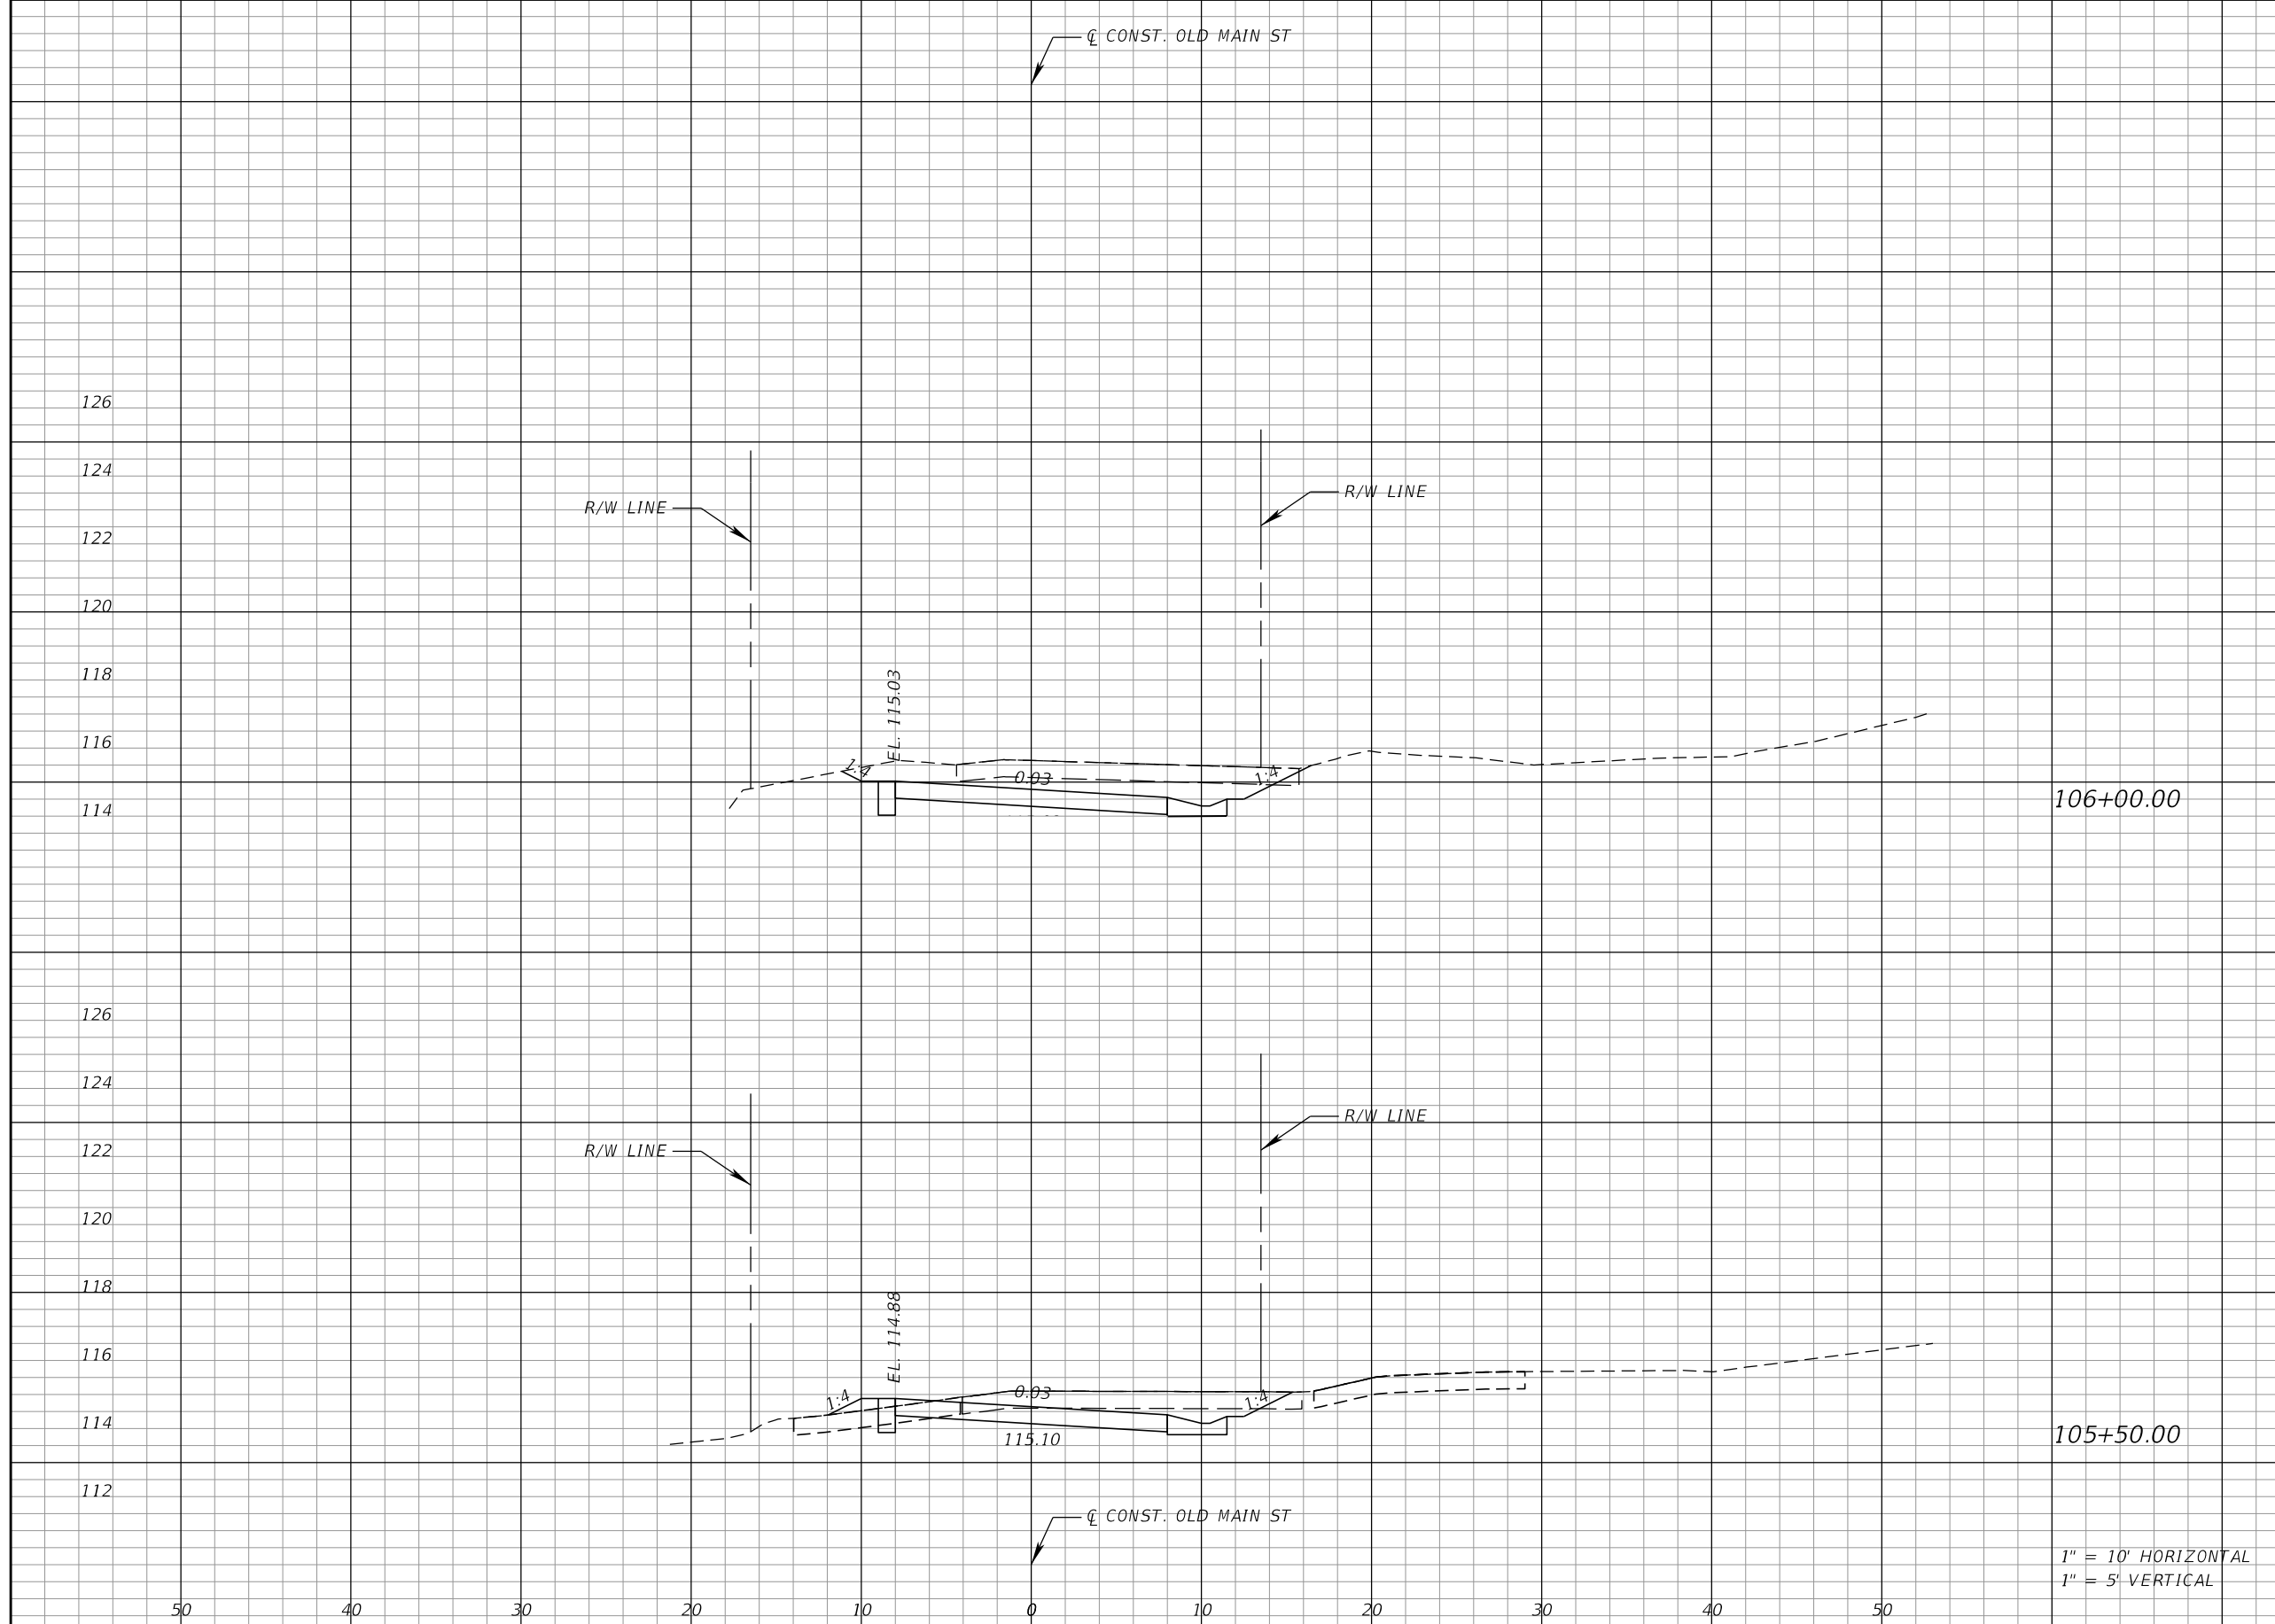 ℄ CONST. OLD MAIN ST
126
124
R/W LINE
R/W LINE
122
120
118
EL. 115.03
116
1:4
0.03
1:4
114
106+00.00
126
124
R/W LINE
R/W LINE
122
120
118
EL. 114.88
116
1:4
0.03
1:4
114
115.10
105+50.00
112
℄ CONST. OLD MAIN ST
1" = 10' HORIZONTAL
1" = 5' VERTICAL
50 40 30 20 10 0 10 20 30 40 50